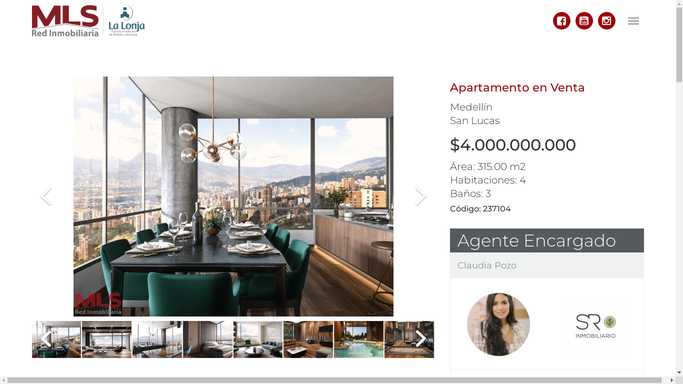 MLS
Red Inmobiliaria
La Lonja
Apartamento en Venta
Medellín
San Lucas
$4.000.000.000
Área: 315.00 m2
Habitaciones: 4
Baños: 3
Código: 237104
Agente Encargado
Claudia Pozo
MLS
Red Inmobiliaria
SR
INMOBILIARIO